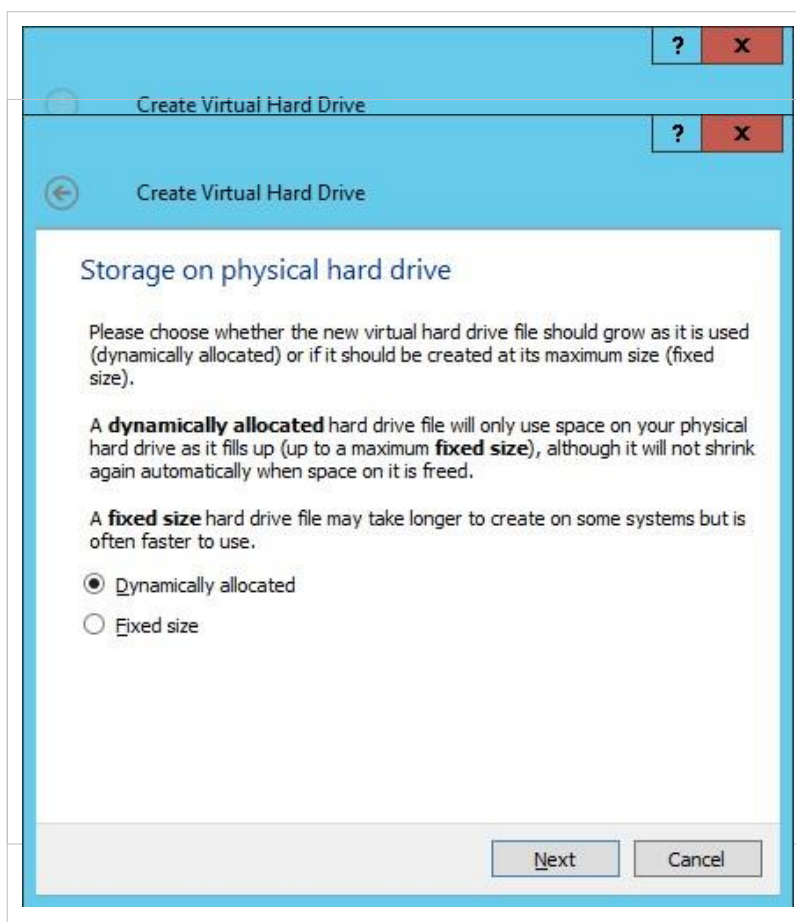 ? x
Create Virtual Hard Drive
? x
Create Virtual Hard Drive
Storage on physical hard drive
Please choose whether the new virtual hard drive file should grow as it is used
(dynamically allocated) or if it should be created at its maximum size (fixed
size).
A dynamically allocated hard drive file will only use space on your physical
hard drive as it fills up (up to a maximum fixed size), although it will not shrink
again automatically when space on it is freed.
A fixed size hard drive file may take longer to create on some systems but is
often faster to use.
Dynamically allocated
Fixed size
Next Cancel